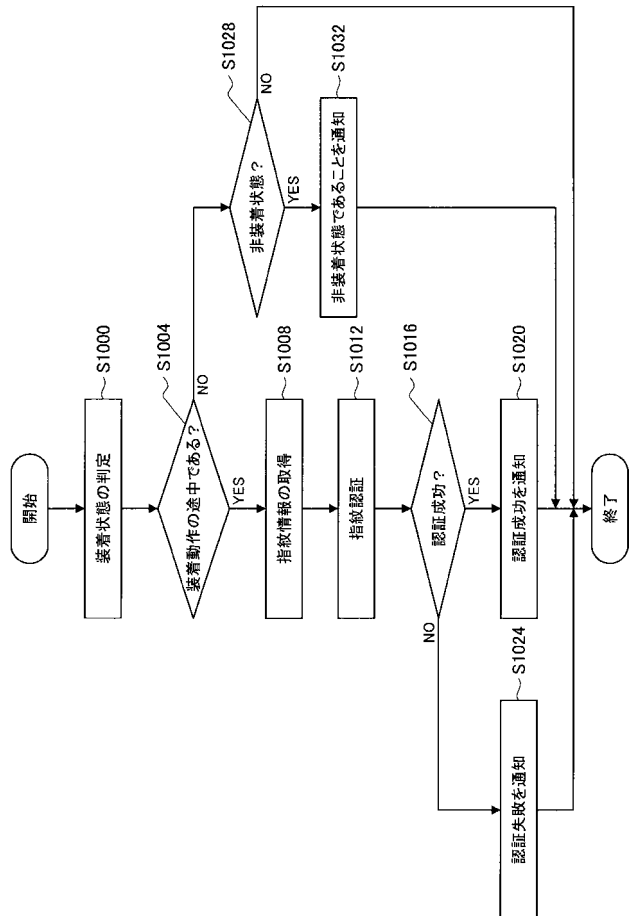 開始
装着状態の判定
S1000
装着動作の途中である?
S1004
NO
YES
指紋情報の取得
S1008
指紋認証
S1012
認証成功?
S1016
NO
YES
認証成功を通知
S1020
認証失敗を通知
S1024
非装着状態?
S1028
NO
YES
非装着状態であることを通知
S1032
終了